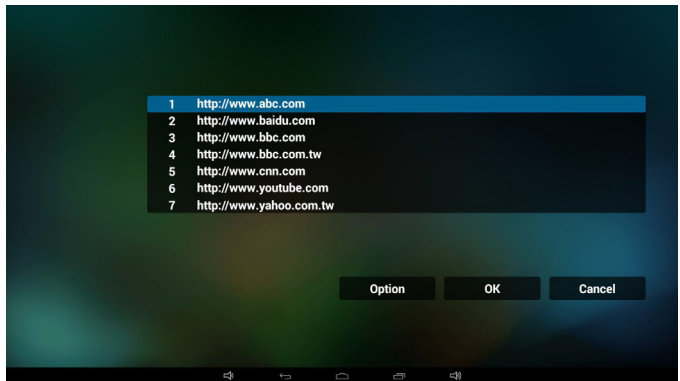 1 http://www.abc.com
2 http://www.baidu.com
3 http://www.bbc.com
4 http://www.bbc.com.tw
5 http://www.cnn.com
6 http://www.youtube.com
7 http://www.yahoo.com.tw
Option OK Cancel